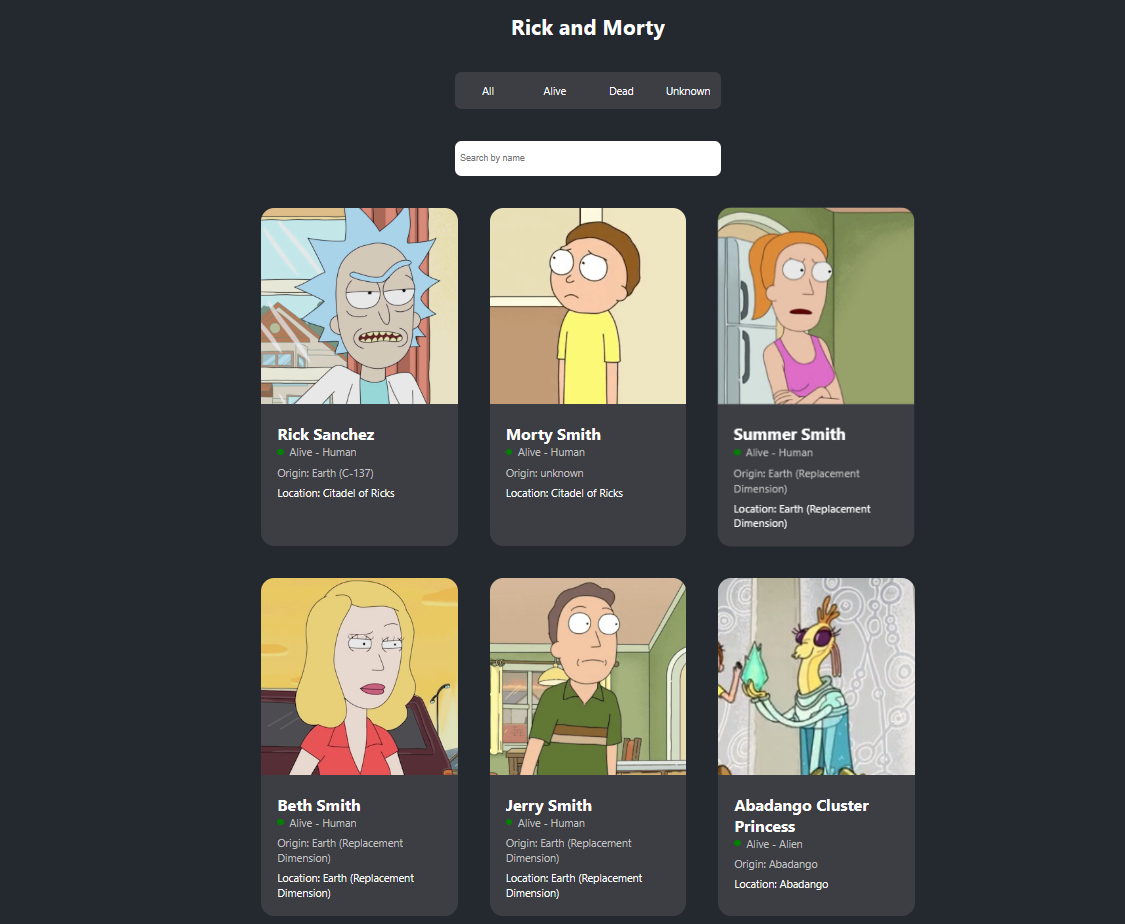 Rick and Morty
All Alive Dead Unknown
Search by name
Rick Sanchez
Alive - Human
Origin: Earth (C-137)
Location: Citadel of Ricks
Morty Smith
Alive - Human
Origin: unknown
Location: Citadel of Ricks
Summer Smith
Alive - Human
Origin: Earth (Replacement
Dimension)
Location: Earth (Replacement
Dimension)
Beth Smith
Alive - Human
Origin: Earth (Replacement
Dimension)
Location: Earth (Replacement
Dimension)
Jerry Smith
Alive - Human
Origin: Earth (Replacement
Dimension)
Location: Earth (Replacement
Dimension)
Abadango Cluster
Princess
Alive - Alien
Origin: Abadango
Location: Abadango